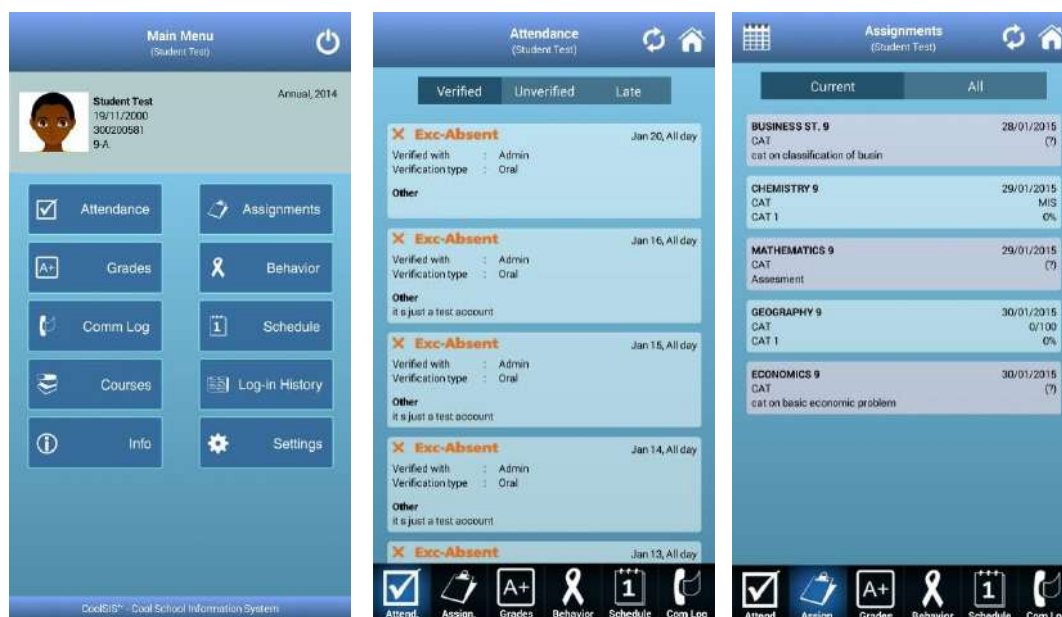 Main Menu
(Student Test)
Student Test
Annual, 2014
19/11/2000
300200581
9-A
Attendance
Assignments
A+
Grades
Behavior
Comm Log
1
Schedule
Courses
Log-in History
Info
Settings
CoolSIS™ - Cool School Information System
Attendance
(Student Test)
Verified Unverified Late
Exc-Absent Jan 20, All day
Verified with : Admin
Verification type : Oral
Other
Exc-Absent Jan 16, All day
Verified with : Admin
Verification type : Oral
Other
it s just a test account
Exc-Absent Jan 15, All day
Verified with : Admin
Verification type : Oral
Other
it s just a test account
Exc-Absent Jan 14, All day
Verified with : Admin
Verification type : Oral
Other
it s just a test account
Exc-Absent Jan 13, All day
A+ 1
Attend. Assign. Grades Behavior Schedule Com Log
Assignments
(Student Test)
Current All
BUSINESS ST. 9 28/01/2015
CAT (?)
cat on classification of busin
CHEMISTRY 9 29/01/2015
CAT MIS
CAT 1 0%
MATHEMATICS 9 29/01/2015
CAT (?)
Assesment
GEOGRAPHY 9 30/01/2015
CAT 0/100
CAT 1 0%
ECONOMICS 9 30/01/2015
CAT (?)
cat on basic economic problem
A+ 1
Attend. Assign. Grades Behavior Schedule Com Lo